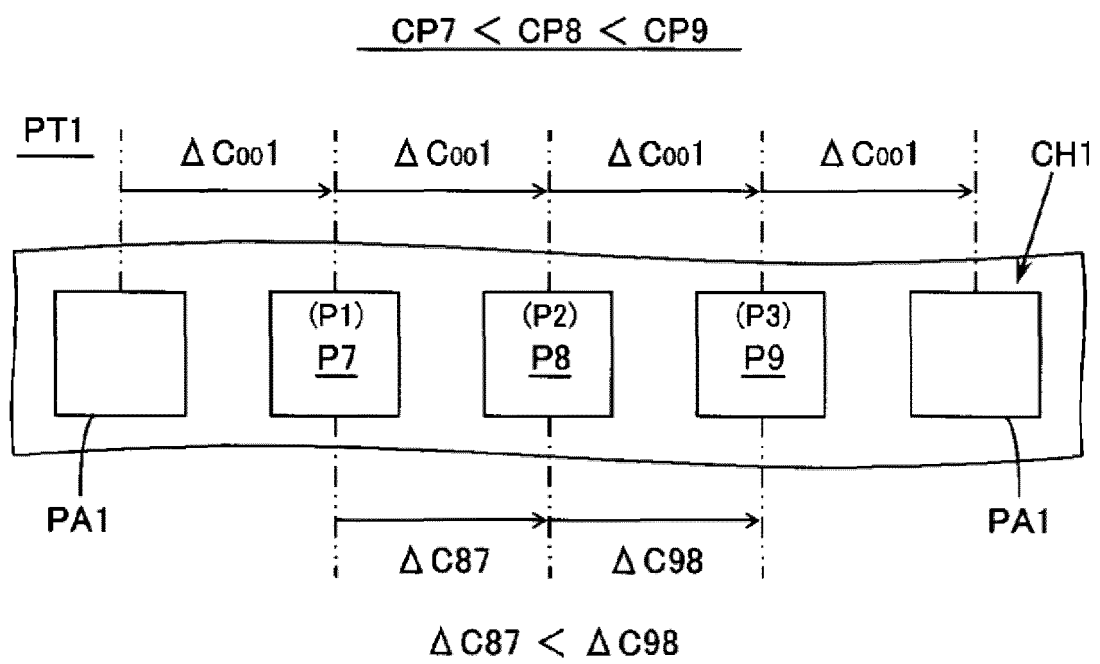 CP7 < CP8 < CP9
PT1
ΔC001 ΔC001 ΔC001 ΔC001
CH1
(P1) (P2) (P3)
P7 P8 P9
PA1 PA1
ΔC87 ΔC98
ΔC87 < ΔC98